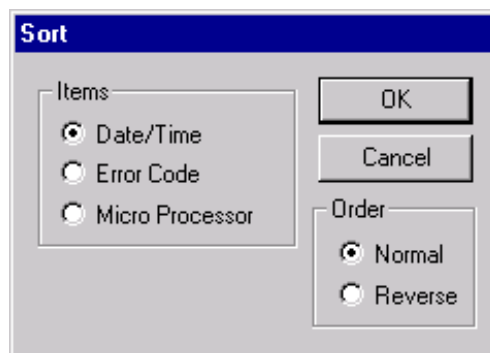 Sort
Items
Date/Time
Error Code
Micro Processor
OK
Cancel
Order
Normal
Reverse